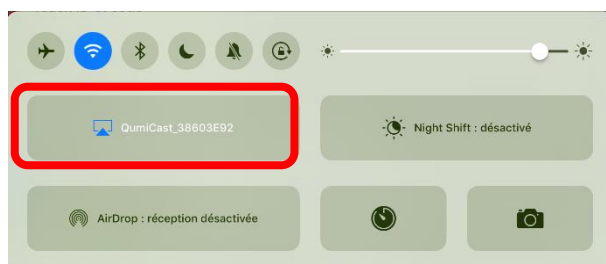 QumiCast_38603E92
Night Shift : désactivé
AirDrop : réception désactivée